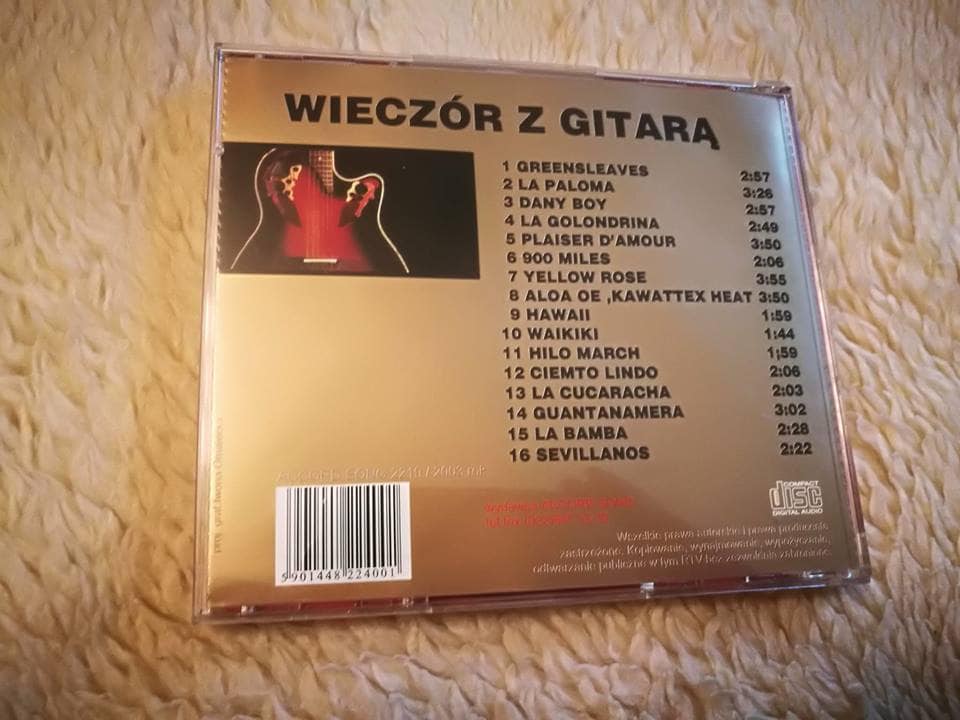 WIECZÓR Z GITARĄ
1 GREENSLEAVES 2:57
2 LA PALOMA 3:26
3 DANY BOY 2:57
4 LA GOLONDRINA 2:49
5 PLAISER D'AMOUR 3:50
6 900 MILES 2:06
7 YELLOW ROSE 3:55
8 ALOA OE ,KAWATTEX HEAT 3:50
9 HAWAII 1:59
10 WAIKIKI 1:44
11 HILO MARCH 1;59
12 CIEMTO LINDO 2:06
13 LA CUCARACHA 2:03
14 GUANTANAMERA 3:02
15 LA BAMBA 2:28
16 SEVILLANOS 2:22
5901448 224001
COMPACT
disc
DIGITAL AUDIO
Wszelkie prawa autorskie i prawa producenta
zastrzeżone. Kopiowanie, wynajmowanie, wypożyczanie,
odtwarzanie publiczne w tym RTV bez zezwolenia zabronione.